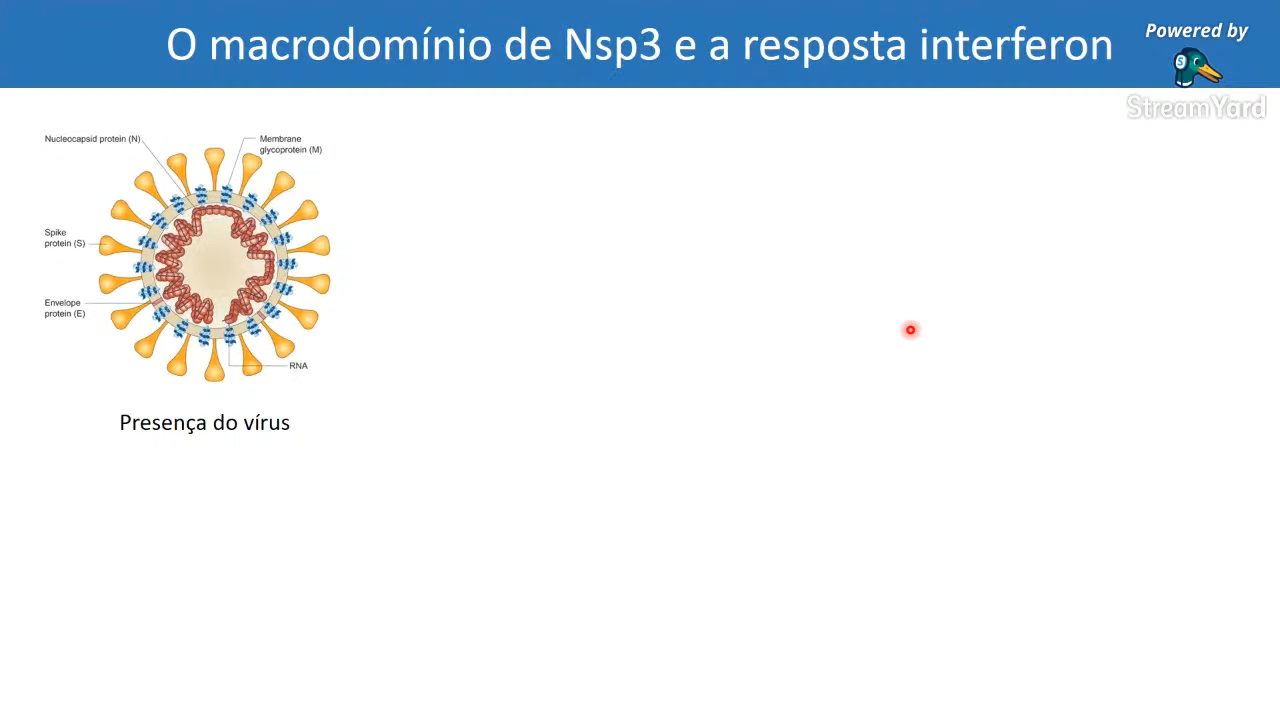 O macrodomínio de Nsp3 e a resposta interferon
Powered by
S
StreamYard
Nucleocapsid protein (N)
Membrane
glycoprotein (M)
Spike
protein (S)
Envelope
protein (E)
RNA
Presença do vírus